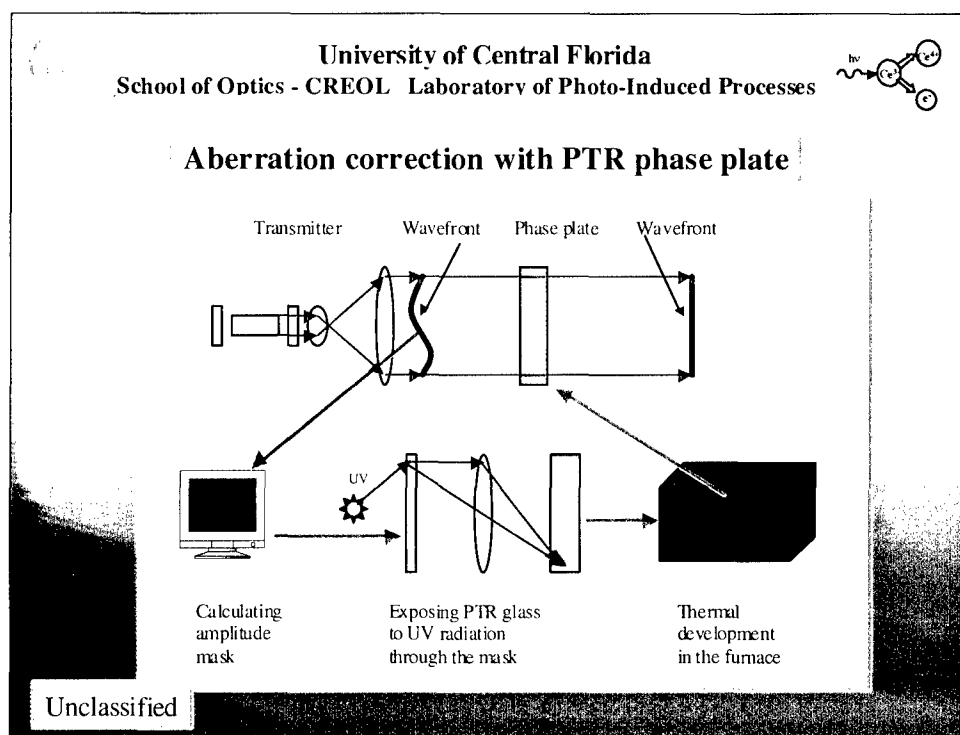 University of Central Florida
School of Optics - CREOL Laboratory of Photo-Induced Processes
hν
Ce³⁺
Ce⁴⁺
e⁻
Aberration correction with PTR phase plate
Transmitter
Wavefront
Phase plate
Wavefront
UV
Calculating
amplitude
mask
Exposing PTR glass
to UV radiation
through the mask
Thermal
development
in the furnace
Unclassified